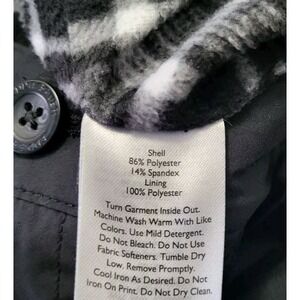 Shell
86% Polyester
14% Spandex
Lining
100% Polyester
Turn Garment Inside Out.
Machine Wash Warm With Like
Colors. Use Mild Detergent.
Do Not Bleach. Do Not Use
Fabric Softeners. Tumble Dry
Low. Remove Promptly.
Cool Iron As Desired. Do Not
Iron On Print. Do Not Dry Clean.